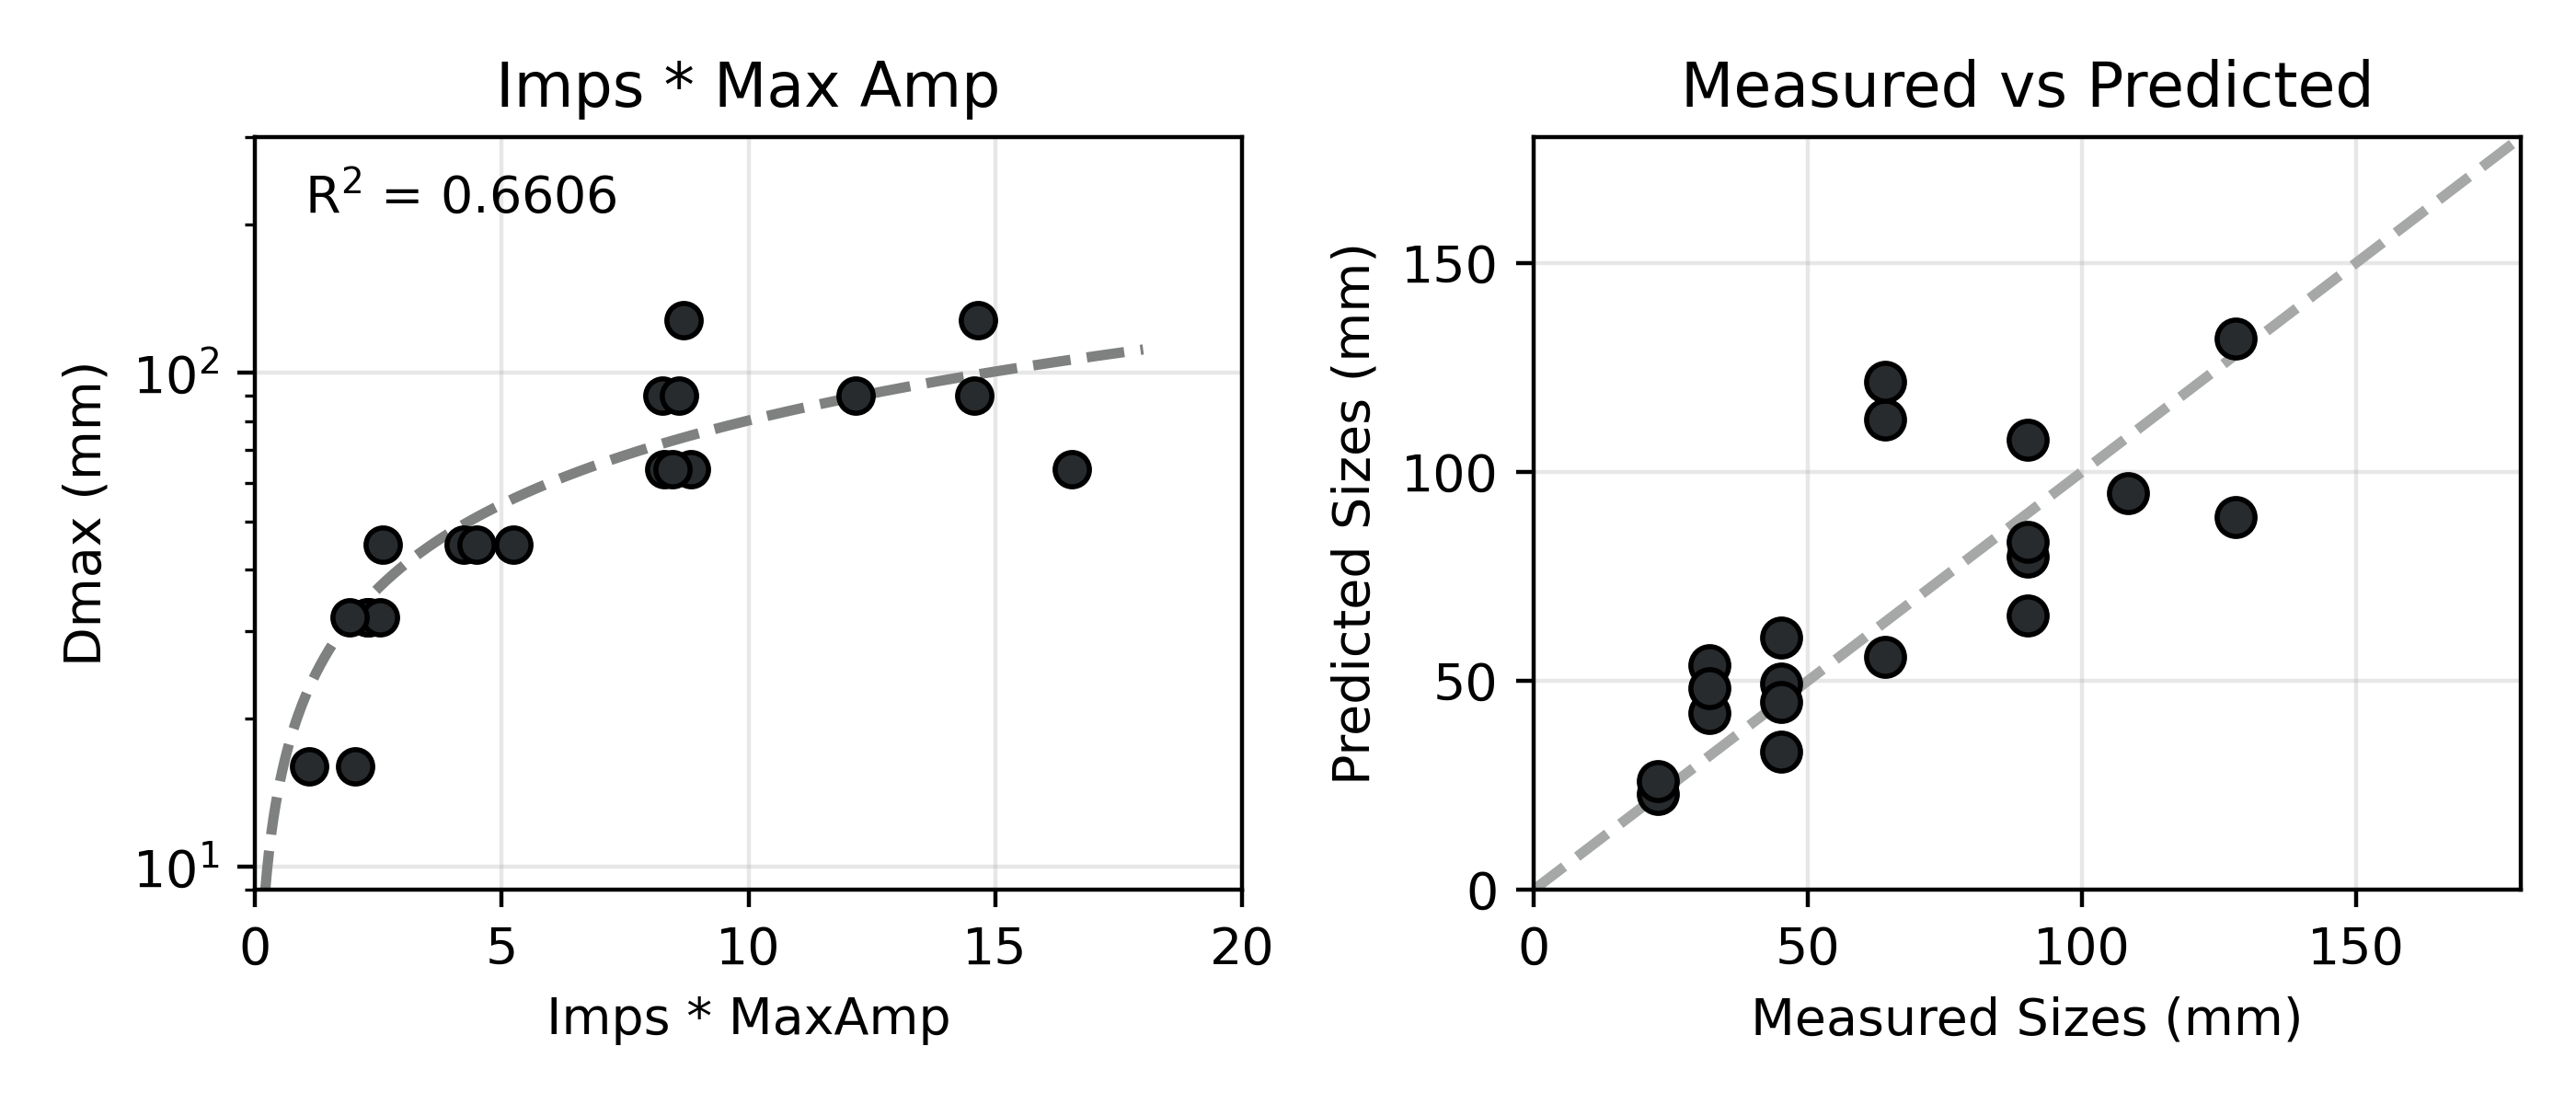 Imps * Max Amp
R² = 0.6606
Dmax (mm)
10²
10¹
0 5 10 15 20
Imps * MaxAmp
Measured vs Predicted
Predicted Sizes (mm)
150
100
50
0
0 50 100 150
Measured Sizes (mm)